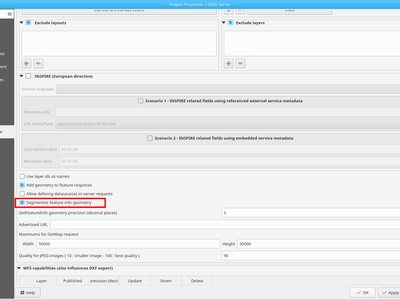 Project Properties | QGIS Server
Exclude layouts
Exclude layers
INSPIRE (European directive)
Service language
Scenario 1 - INSPIRE related fields using referenced external service metadata
Metadata URL
URL mime/type
Scenario 2 - INSPIRE related fields using embedded service metadata
Last revision date
Metadata date
Use layer ids as names
Add geometry to feature response
Allow defining datasources in server requests
Segmentize feature info geometry
GetFeatureInfo geometry precision (decimal places)
Advertised URL
Maximums for GetMap request
Width 50000 Height 50000
Quality for JPEG images ( 10 : smaller image - 100 : best quality ) 90
WFS capabilities (also influences DXF export)
Layer Published precision (deci Update Insert Delete
Help OK Apply